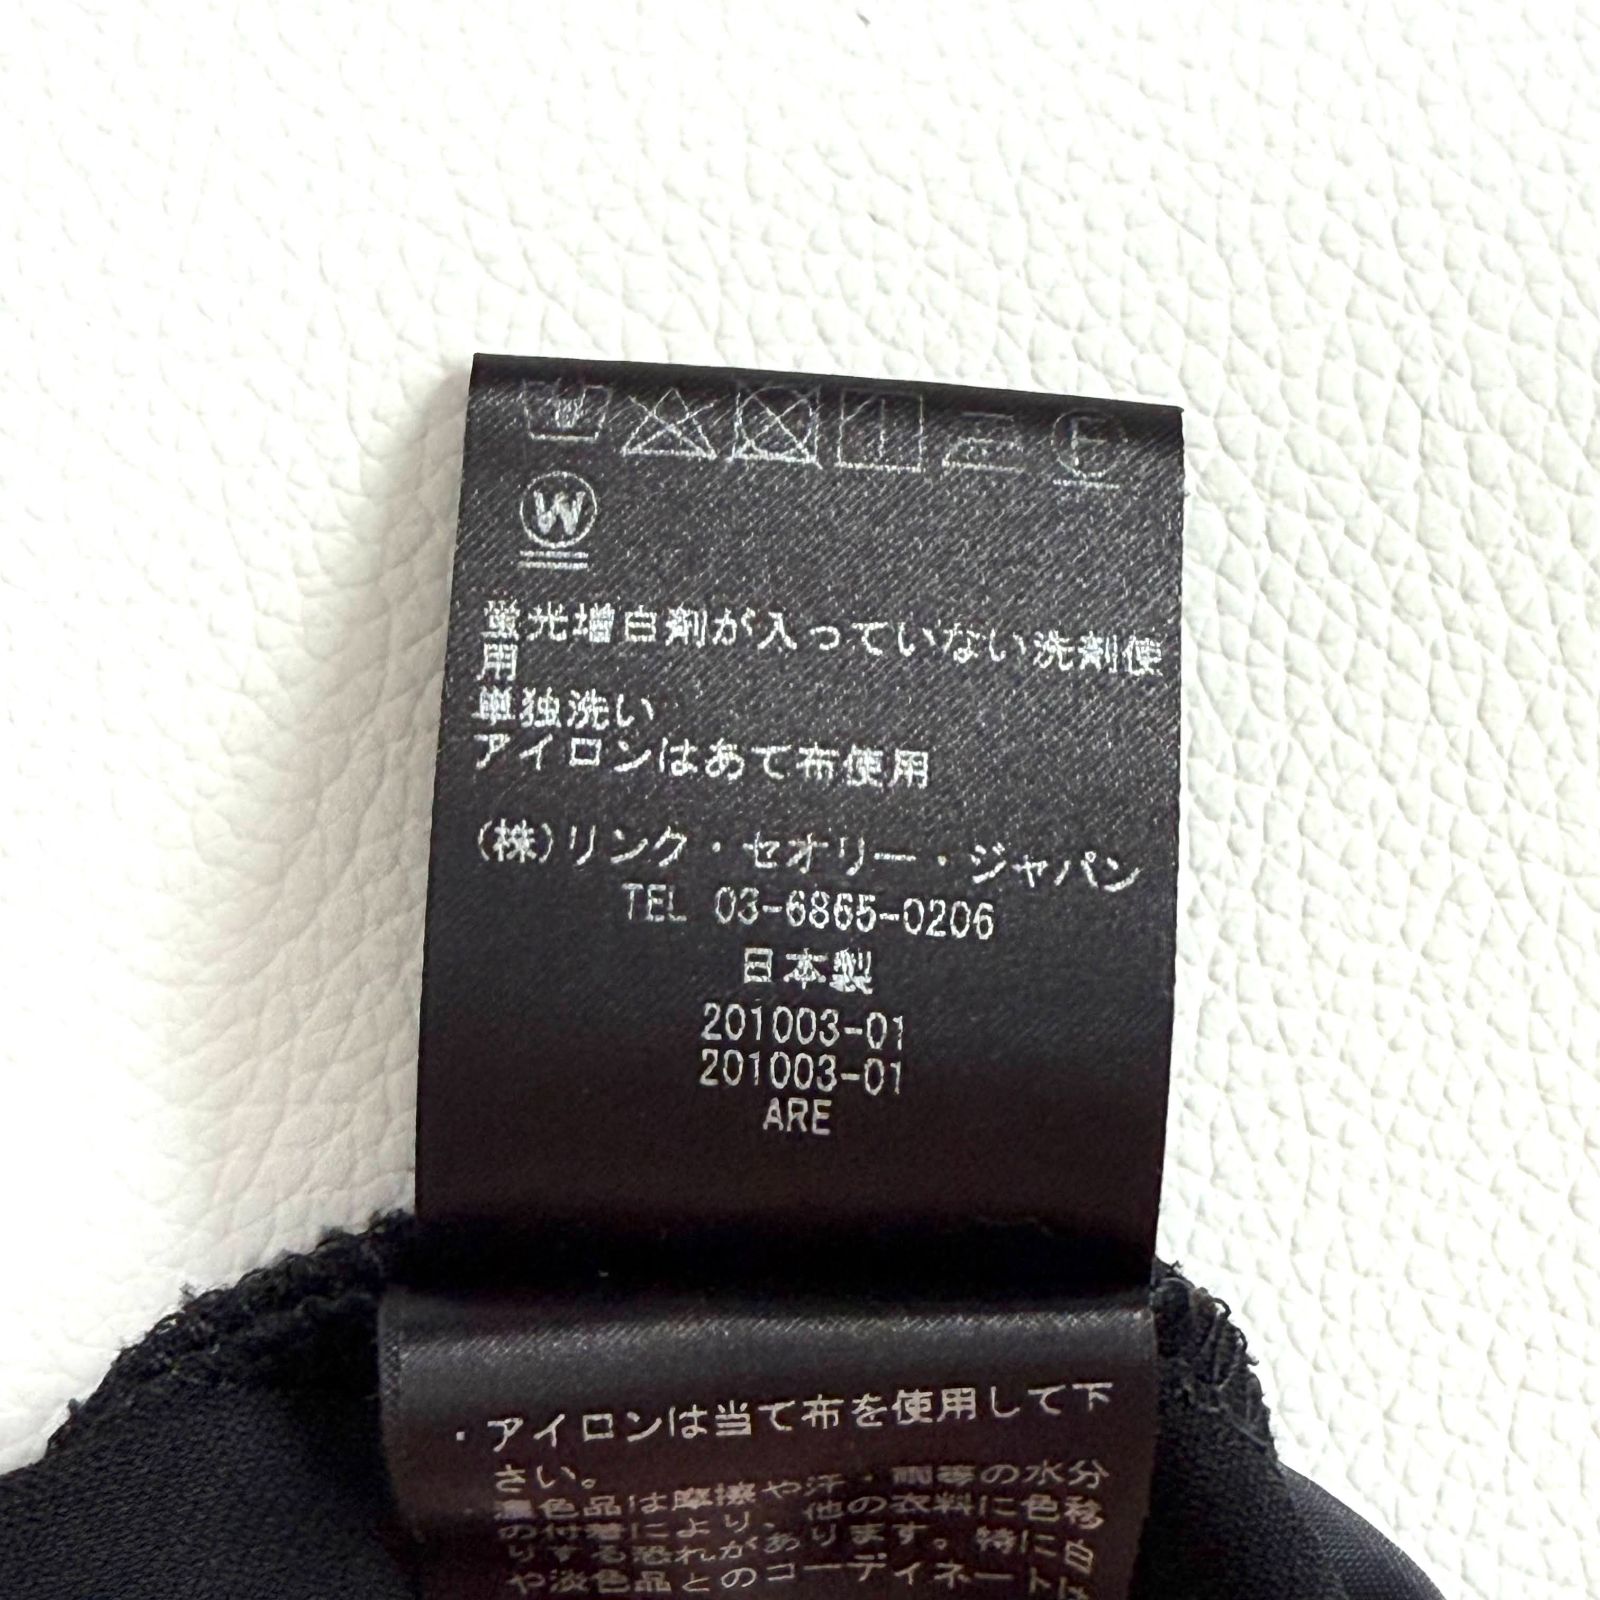 W
蛍光増白剤が入っていない洗剤使
用
単独洗い
アイロンはあて布使用
(株)リンク・セオリー・ジャパン
TEL 03-6865-0206
日本製
201003-01
201003-01
ARE
・アイロンは当て布を使用して下
さい。
・濃色品は摩擦や汗・雨等の水分
の付着により、他の衣料に色移
りする恐れがあります。特に白
や淡色品とのコーディネートは